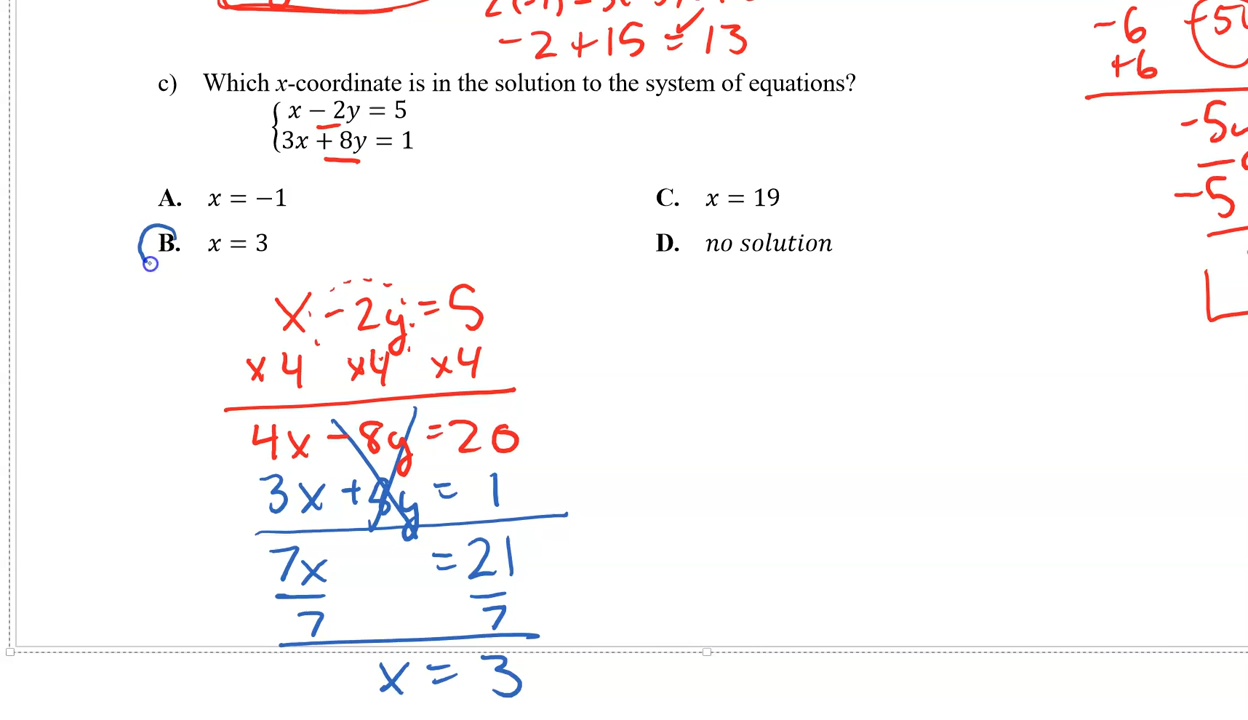 -2 + 15 = 13
-6
+6
c) Which x-coordinate is in the solution to the system of equations?
x − 2y = 5
3x + 8y = 1
-5
-5
A. x = −1
C. x = 19
B. x = 3
D. no solution
x - 2y = 5
x4 x4 x4
4x - 8y = 20
3x + 8y = 1
7x = 21
7 7
x = 3